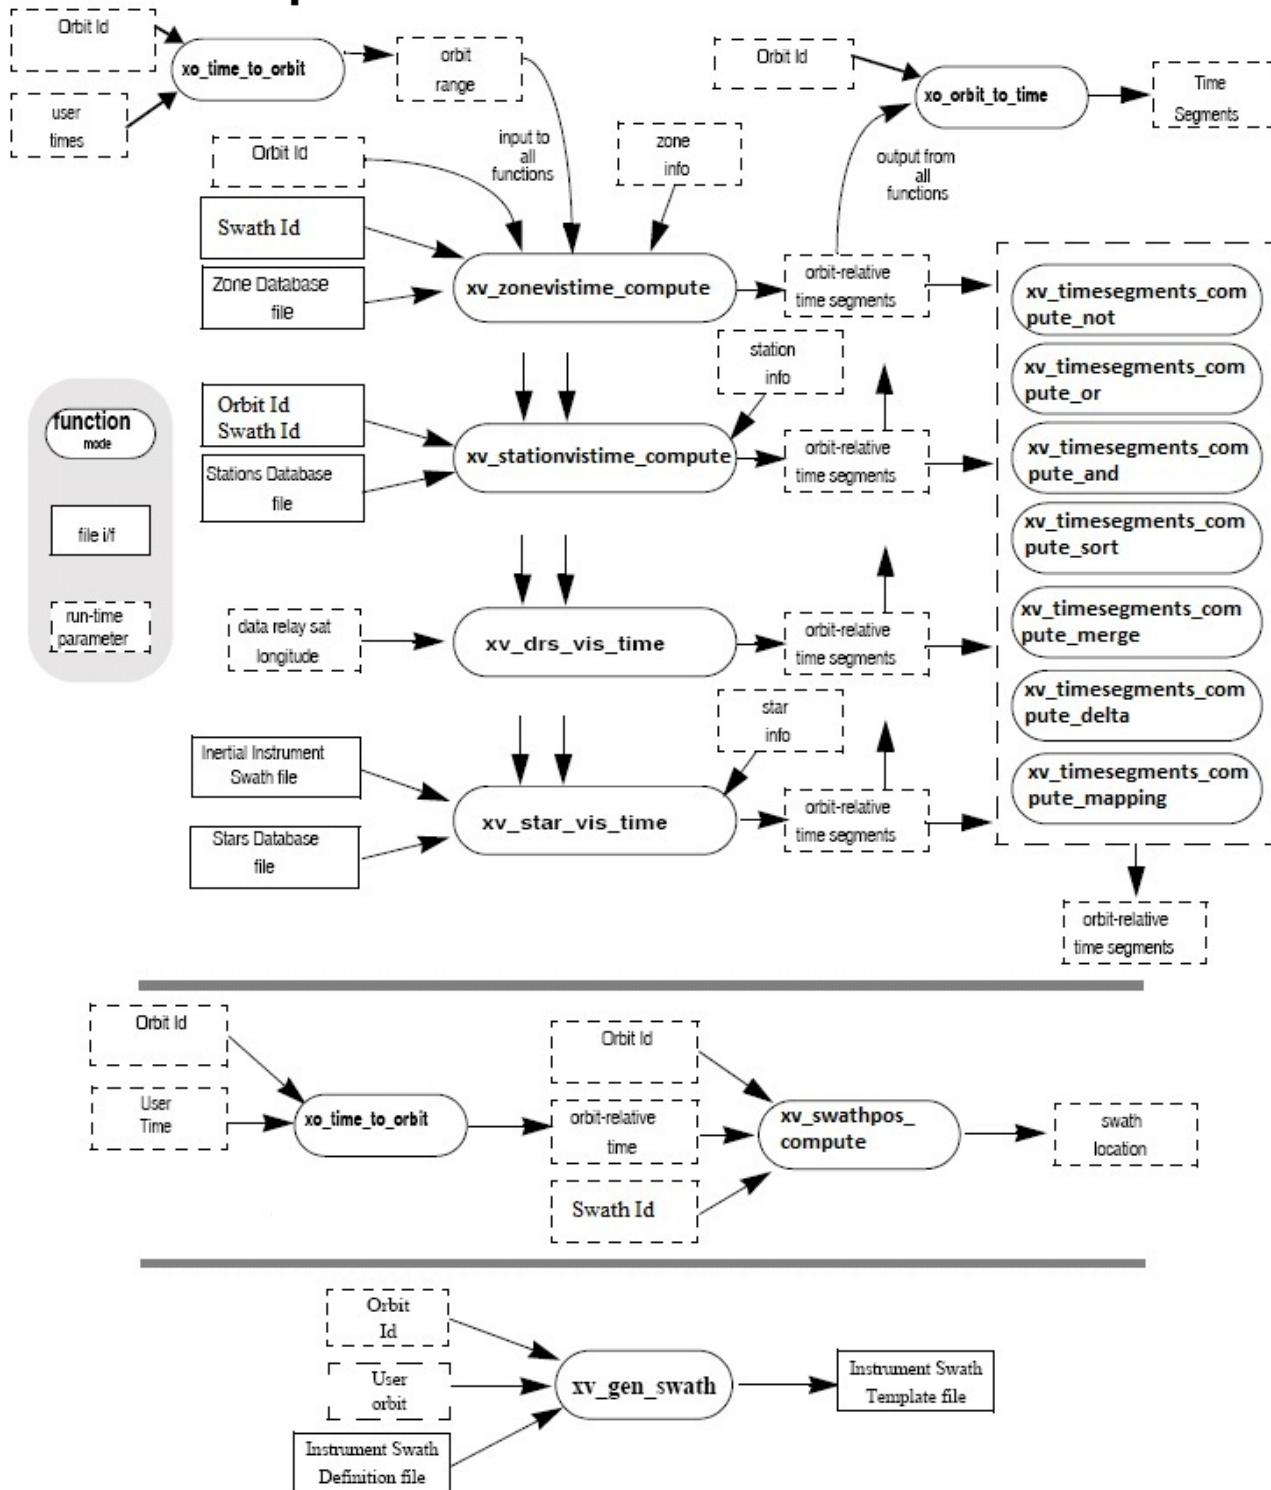 Orbit Id
user
times
xo_time_to_orbit
orbit
range
Orbit Id
xo_orbit_to_time
Time
Segments
input to
all
functions
zone
info
output from
all
functions
Orbit Id
Swath Id
Zone Database
file
xv_zonevistime_compute
orbit-relative
time segments
station
info
Orbit Id
Swath Id
Stations Database
file
xv_stationvistime_compute
orbit-relative
time segments
function
mode
file i/f
run-time
parameter
data relay sat
longitude
xv_drs_vis_time
orbit-relative
time segments
star
info
Inertial Instrument
Swath file
Stars Database
file
xv_star_vis_time
orbit-relative
time segments
xv_timesegments_com
pute_not
xv_timesegments_com
pute_or
xv_timesegments_com
pute_and
xv_timesegments_com
pute_sort
xv_timesegments_com
pute_merge
xv_timesegments_com
pute_delta
xv_timesegments_com
pute_mapping
orbit-relative
time segments
Orbit Id
User
Time
xo_time_to_orbit
Orbit Id
orbit-relative
time
Swath Id
xv_swathpos_
compute
swath
location
Orbit
Id
User
orbit
Instrument Swath
Definition file
xv_gen_swath
Instrument Swath
Template file